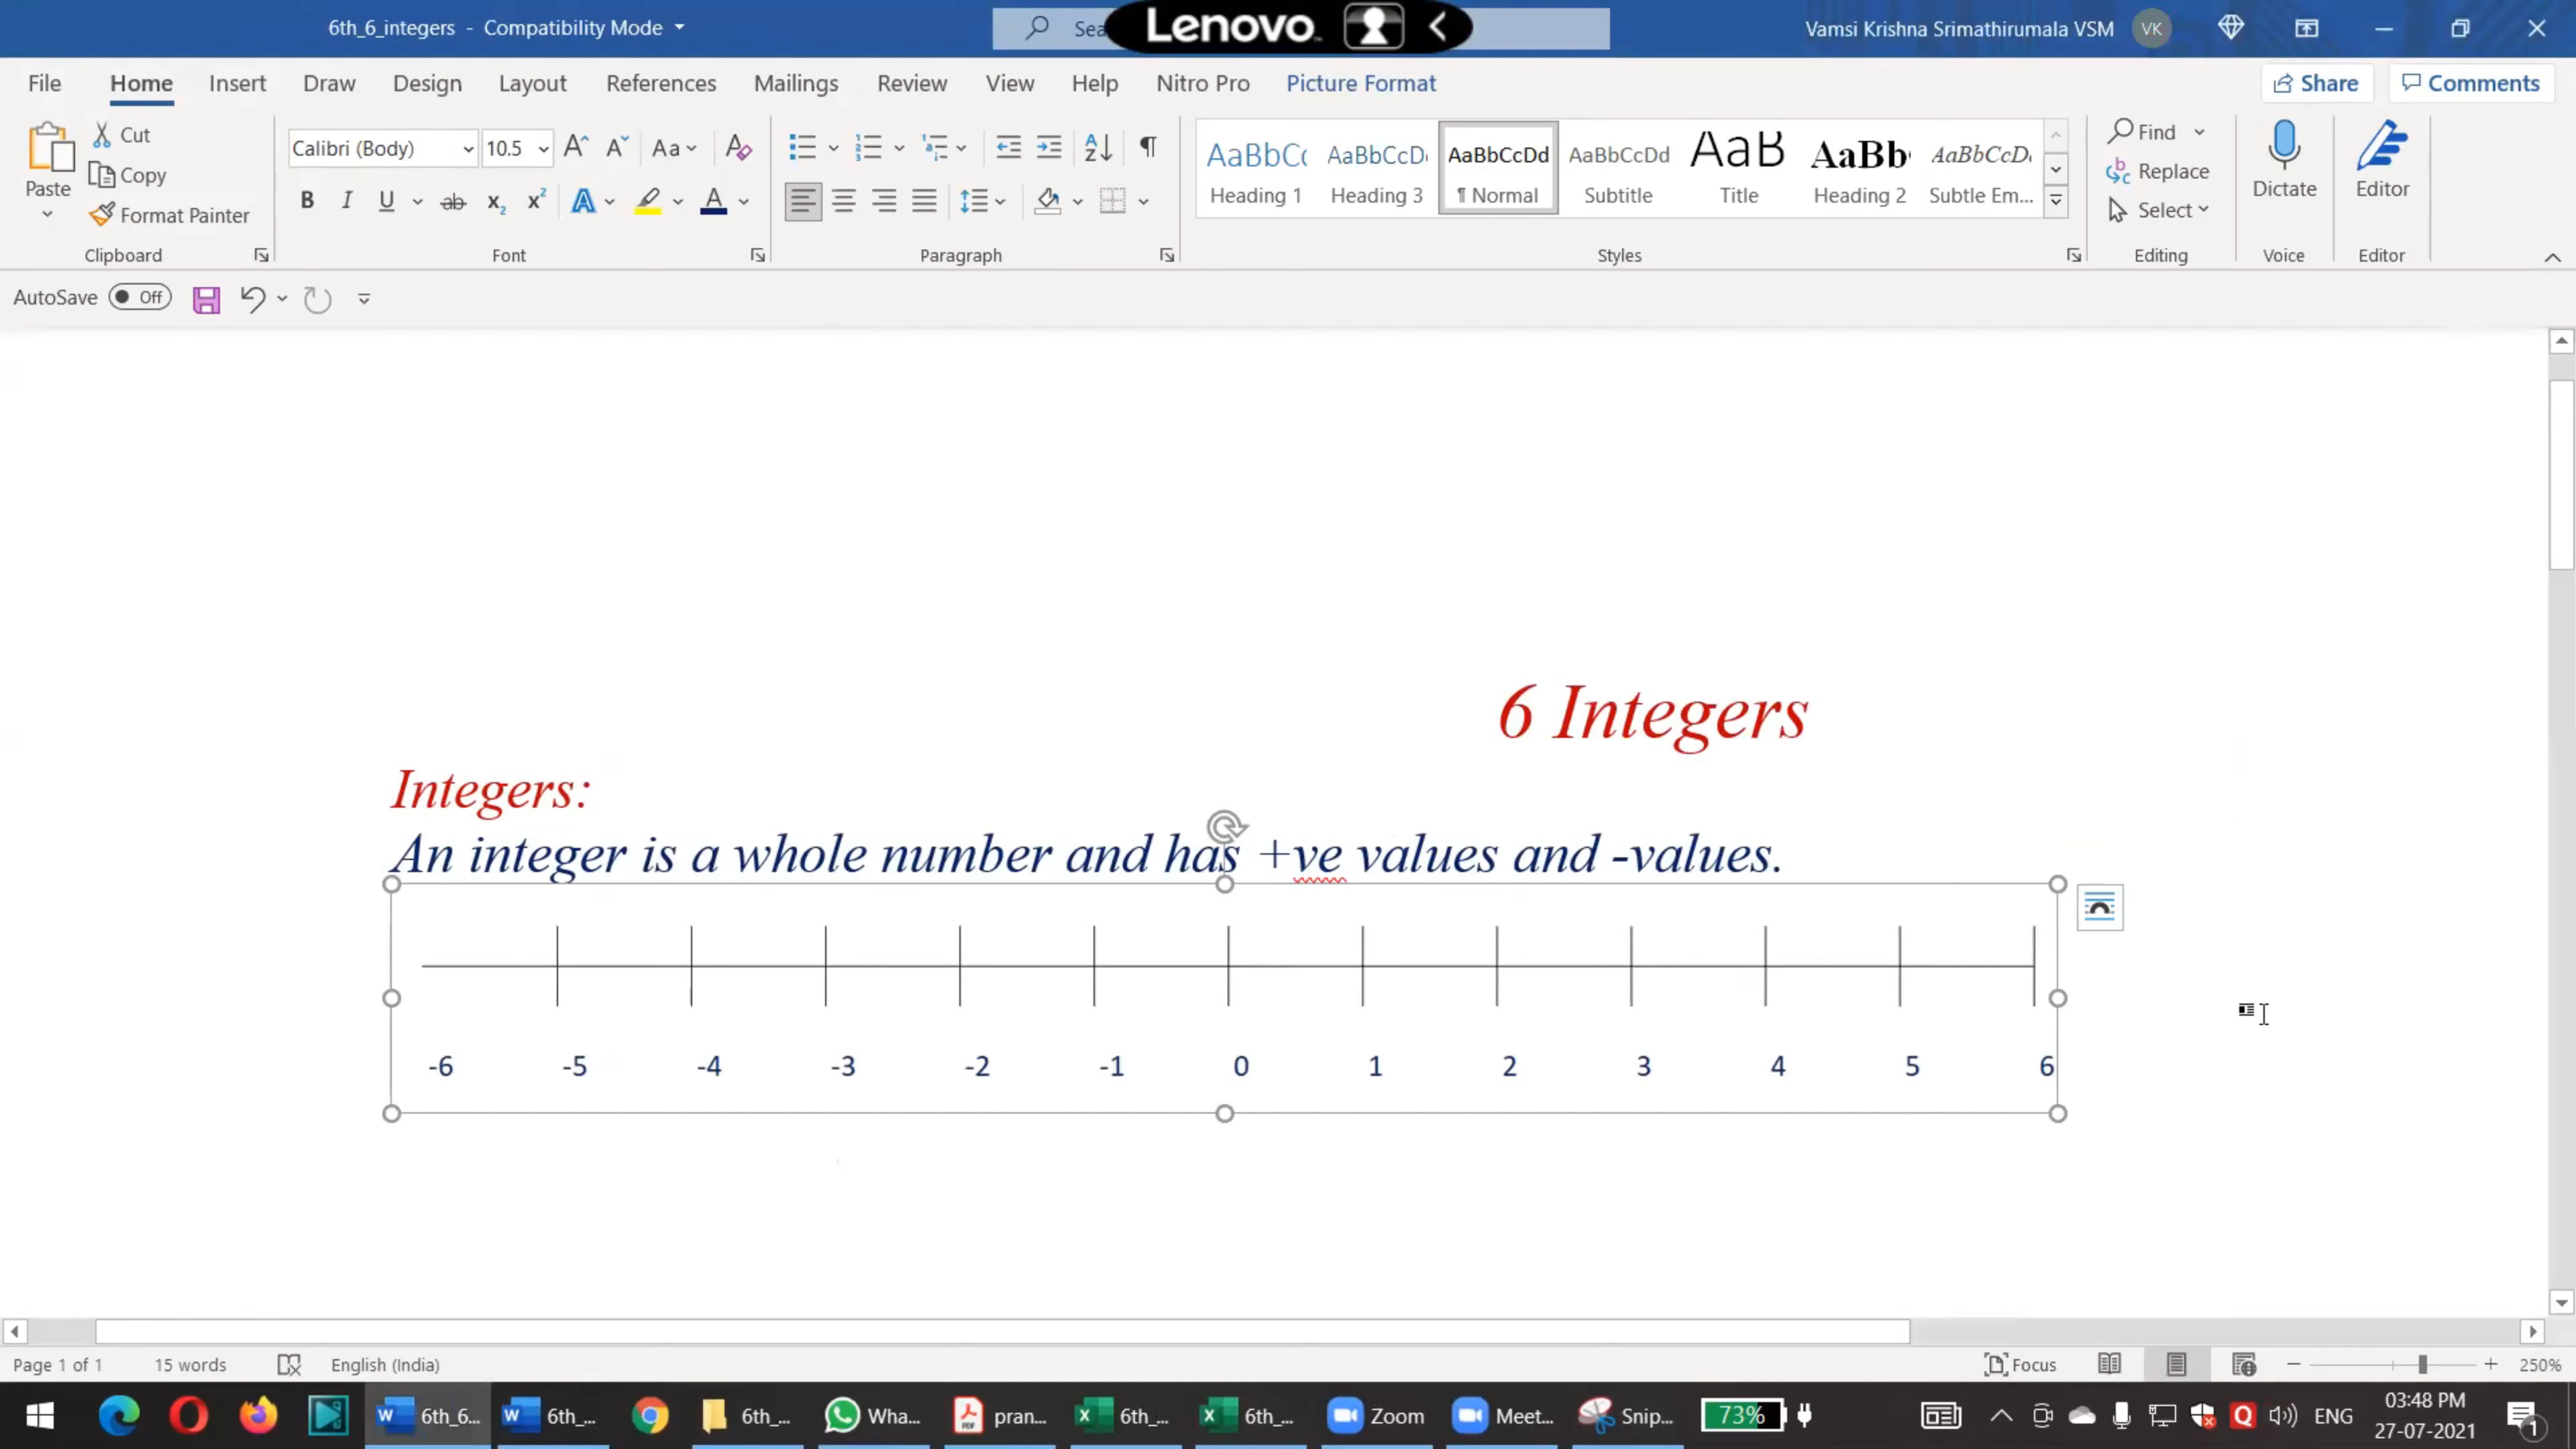 6th_6_integers - Compatibility Mode
Sea
Lenovo
Vamsi Krishna Srimathirumala VSM VK
File Home Insert Draw Design Layout References Mailings Review View Help Nitro Pro Picture Format
Share Comments
Paste
Cut
Copy
Format Painter
Clipboard
Calibri (Body) 10.5
Font
Paragraph
AaBbCc AaBbCcD AaBbCcDd AaBbCcDd AaB AaBb AaBbCcD
Heading 1 Heading 3 ¶ Normal Subtitle Title Heading 2 Subtle Em...
Styles
Find
Replace
Select
Editing
Dictate
Voice
Editor
Editor
AutoSave Off
6 Integers
Integers:
An integer is a whole number and has +ve values and -values.
-6 -5 -4 -3 -2 -1 0 1 2 3 4 5 6
Page 1 of 1 15 words English (India)
Focus 250%
6th_6... 6th_... 6th_... Wha... pran... 6th_... 6th_... Zoom Meet... Snip... 73%
ENG 03:48 PM
27-07-2021
1